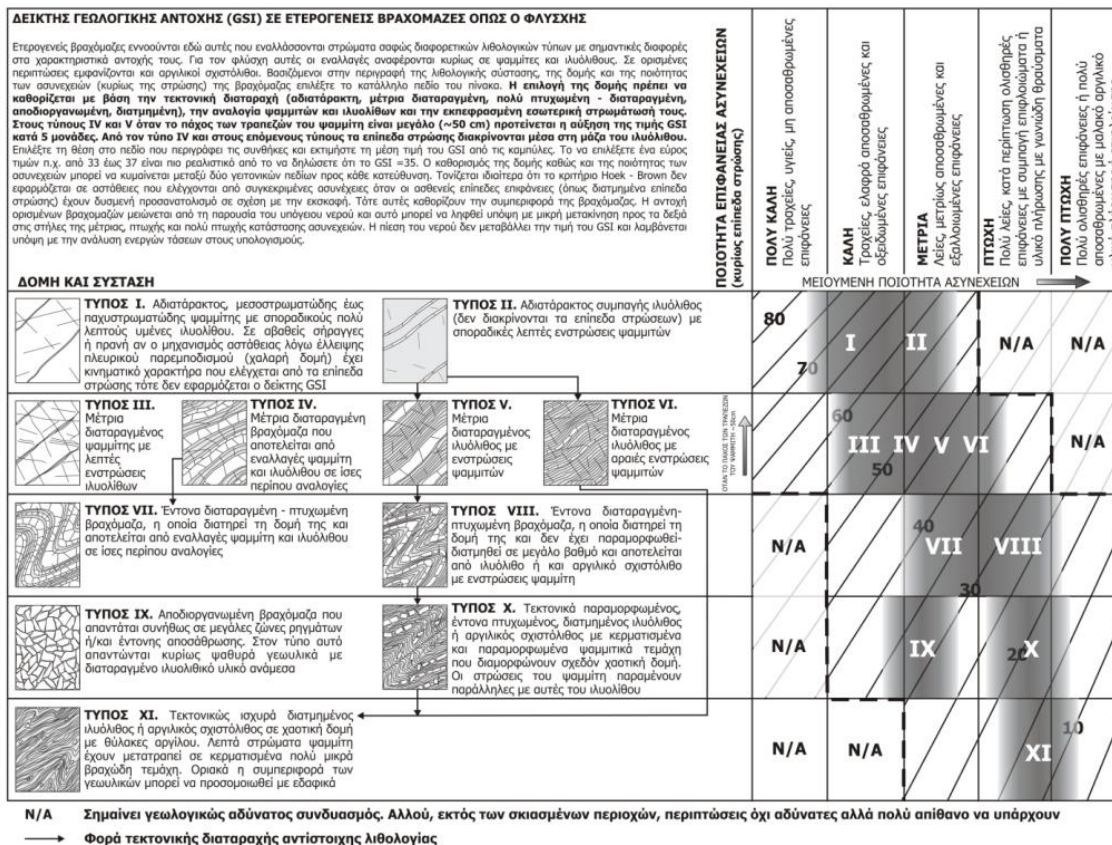 ΔΕΙΚΤΗΣ ΓΕΩΛΟΓΙΚΗΣ ΑΝΤΟΧΗΣ (GSI) ΣΕ ΕΤΕΡΟΓΕΝΕΙΣ ΒΡΑΧΟΜΑΖΕΣ ΟΠΩΣ Ο ΦΛΥΣΧΗΣ
Ετερογενείς βραχόμαζες εννοούνται εδώ αυτές που εναλλάσσονται στρώματα σαφώς διαφορετικών λιθολογικών τύπων με σημαντικές διαφορές
στα χαρακτηριστικά αντοχής τους. Για τον φλύσχη αυτές οι εναλλαγές αναφέρονται κυρίως σε ψαμμίτες και ιλυόλιθους. Σε ορισμένες
περιπτώσεις εμφανίζονται και αργιλικοί σχιστόλιθοι. Βασιζόμενοι στην περιγραφή της λιθολογικής σύστασης, της δομής και της ποιότητας
των ασυνεχειών (κυρίως της στρώσης) της βραχόμαζας επιλέξτε το κατάλληλο πεδίο του πίνακα. Η επιλογή της δομής πρέπει να
καθορίζεται με βάση την τεκτονική διαταραχή (αδιατάρακτη, μέτρια διαταραγμένη, πολύ πτυχωμένη - διαταραγμένη,
αποδιοργανωμένη, διατμημένη), την αναλογία ψαμμιτών και ιλυολίθων και την εκπεφρασμένη εσωτερική στρωμάτωσή τους.
Στους τύπους IV και V όταν το πάχος των τραπεζών του ψαμμίτη είναι μεγάλο (~50 cm) προτείνεται η αύξηση της τιμής GSI
κατά 5 μονάδες. Από τον τύπο IV και στους επόμενους τύπους τα επίπεδα στρώσης διακρίνονται μέσα στη μάζα του ιλυολίθου.
Επιλέξτε τη θέση στο πεδίο που περιγράφει τις συνθήκες και εκτιμήστε τη μέση τιμή του GSI από τις καμπύλες. Το να επιλέξετε ένα εύρος
τιμών π.χ. από 33 έως 37 είναι πιο ρεαλιστικό από το να δηλώσετε ότι το GSI =35. Ο καθορισμός της δομής καθώς και της ποιότητας των
ασυνεχειών μπορεί να κυμαίνεται μεταξύ δύο γειτονικών πεδίων προς κάθε κατεύθυνση. Τονίζεται ιδιαίτερα ότι το κριτήριο Hoek - Brown δεν
εφαρμόζεται σε αστάθειες που ελέγχονται από συγκεκριμένες ασυνέχειες όταν οι ασθενείς επίπεδες επιφάνειες (όπως διατμημένα επίπεδα
στρώσης) έχουν δυσμενή προσανατολισμό σε σχέση με την εκσκαφή. Τότε αυτές καθορίζουν την συμπεριφορά της βραχόμαζας. Η αντοχή
ορισμένων βραχομαζών μειώνεται από τη παρουσία του υπόγειου νερού και αυτό μπορεί να ληφθεί υπόψη με μικρή μετακίνηση προς τα δεξιά
στις στήλες της μέτριας, πτωχής και πολύ πτωχής κατάστασης ασυνεχειών. Η πίεση του νερού δεν μεταβάλλει την τιμή του GSI και λαμβάνεται
υπόψη με την ανάλυση ενεργών τάσεων στους υπολογισμούς.
ΔΟΜΗ ΚΑΙ ΣΥΣΤΑΣΗ
ΠΟΙΟΤΗΤΑ ΕΠΙΦΑΝΕΙΑΣ ΑΣΥΝΕΧΕΙΩΝ
(κυρίως επίπεδα στρώσης)
ΠΟΛΥ ΚΑΛΗ
Πολύ τραχείες, υγιείς, μη αποσαθρωμένες
επιφάνειες
ΚΑΛΗ
Τραχείες, ελαφρά αποσαθρωμένες και
οξειδωμένες επιφάνειες
ΜΕΤΡΙΑ
Λείες, μετρίως αποσαθρωμένες και
εξαλλοιωμένες επιφάνειες
ΠΤΩΧΗ
Πολύ λείες, κατά περίπτωση ολισθηρές
επιφάνειες με συμπαγή επιφλοιώματα ή
υλικό πλήρωσης με γωνιώδη θραύσματα
ΠΟΛΥ ΠΤΩΧΗ
Πολύ ολισθηρές επιφάνειες ή πολύ
αποσαθρωμένες με μαλακό αργιλικό
ΜΕΙΟΥΜΕΝΗ ΠΟΙΟΤΗΤΑ ΑΣΥΝΕΧΕΙΩΝ
ΤΥΠΟΣ I. Αδιατάρακτος, μεσοστρωματώδης έως
παχυστρωματώδης ψαμμίτης με σποραδικούς πολύ
λεπτούς υμένες ιλυολίθου. Σε αβαθείς σήραγγες
ή πρανή αν ο μηχανισμός αστάθειας λόγω έλλειψης
πλευρικού παρεμποδισμού (χαλαρή δομή) έχει
κινηματικό χαρακτήρα που ελέγχεται από τα επίπεδα
στρώσης τότε δεν εφαρμόζεται ο δείκτης GSI
ΤΥΠΟΣ II. Αδιατάρακτος συμπαγής ιλυόλιθος
(δεν διακρίνονται τα επίπεδα στρώσεων) με
σποραδικές λεπτές ενστρώσεις ψαμμιτών
80
70
I
II
N/A
N/A
ΤΥΠΟΣ III.
Μέτρια
διαταραγμένος
ψαμμίτης με
λεπτές
ενστρώσεις
ιλυολίθων
ΤΥΠΟΣ IV.
Μέτρια διαταραγμένη
βραχόμαζα που
αποτελείται από
εναλλαγές ψαμμίτη
και ιλυόλιθου σε ίσες
περίπου αναλογίες
ΤΥΠΟΣ V.
Μέτρια
διαταραγμένος
ιλυόλιθος με
ενστρώσεις
ψαμμιτών
ΤΥΠΟΣ VI.
Μέτρια
διαταραγμένος
ιλυόλιθος με
αραιές ενστρώσεις
ψαμμιτών
ΟΤΑΝ ΤΟ ΠΑΧΟΣ ΤΩΝ ΤΡΑΠΕΖΩΝ
ΤΟΥ ΨΑΜΜΙΤΗ ~50cm
60
III
IV
V
VI
50
N/A
ΤΥΠΟΣ VII. Έντονα διαταραγμένη - πτυχωμένη
βραχόμαζα, η οποία διατηρεί τη δομή της και
αποτελείται από εναλλαγές ψαμμίτη και ιλυόλιθου
σε ίσες περίπου αναλογίες
ΤΥΠΟΣ VIII. Έντονα διαταραγμένη-
πτυχωμένη βραχόμαζα, η οποία διατηρεί τη
δομή της και δεν έχει παραμορφωθεί-
διατμηθεί σε μεγάλο βαθμό και αποτελείται
από ιλυόλιθο ή και αργιλικό σχιστόλιθο
με ενστρώσεις ψαμμίτη
N/A
40
VII
VIII
30
ΤΥΠΟΣ IX. Αποδιοργανωμένη βραχόμαζα που
απαντάται συνήθως σε μεγάλες ζώνες ρηγμάτων
ή/και έντονης αποσάθρωσης. Στον τύπο αυτό
απαντώνται κυρίως ψαθυρά γεωυλικά με
διαταραγμένο ιλυολιθικό υλικό ανάμεσα
ΤΥΠΟΣ X. Τεκτονικά παραμορφωμένος,
έντονα πτυχωμένος, διατμημένος ιλυόλιθος
ή αργιλικός σχιστόλιθος με κερματισμένα
και παραμορφωμένα ψαμμιτικά τεμάχη
που διαμορφώνουν σχεδόν χαοτική δομή.
Οι στρώσεις του ψαμμίτη παραμένουν
παράλληλες με αυτές του ιλυολίθου
N/A
IX
20
X
ΤΥΠΟΣ XI. Τεκτονικώς ισχυρά διατμημένος
ιλυόλιθος ή αργιλικός σχιστόλιθος σε χαοτική δομή
με θύλακες αργίλου. Λεπτά στρώματα ψαμμίτη
έχουν μετατραπεί σε κερματισμένα πολύ μικρά
βραχώδη τεμάχη. Οριακά η συμπεριφορά των
γεωυλικών μπορεί να προσομοιωθεί με εδαφικά
N/A
N/A
10
XI
N/A Σημαίνει γεωλογικώς αδύνατος συνδυασμός. Αλλού, εκτός των σκιασμένων περιοχών, περιπτώσεις όχι αδύνατες αλλά πολύ απίθανο να υπάρχουν
Φορά τεκτονικής διαταραχής αντίστοιχης λιθολογίας